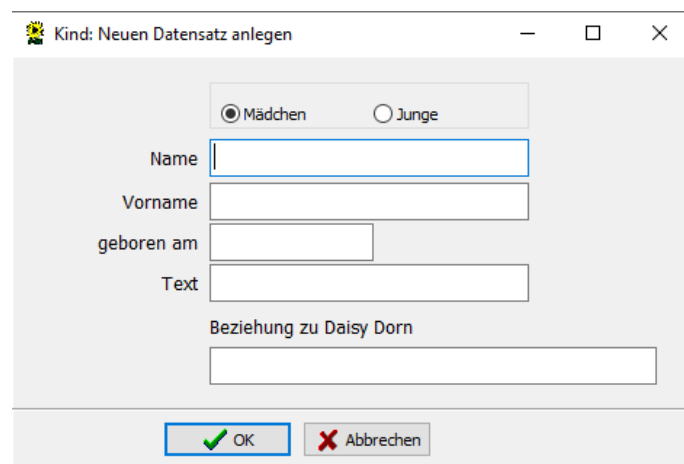 Kind: Neuen Datensatz anlegen
Mädchen Junge
Name
Vorname
geboren am
Text
Beziehung zu Daisy Dorn
OK Abbrechen